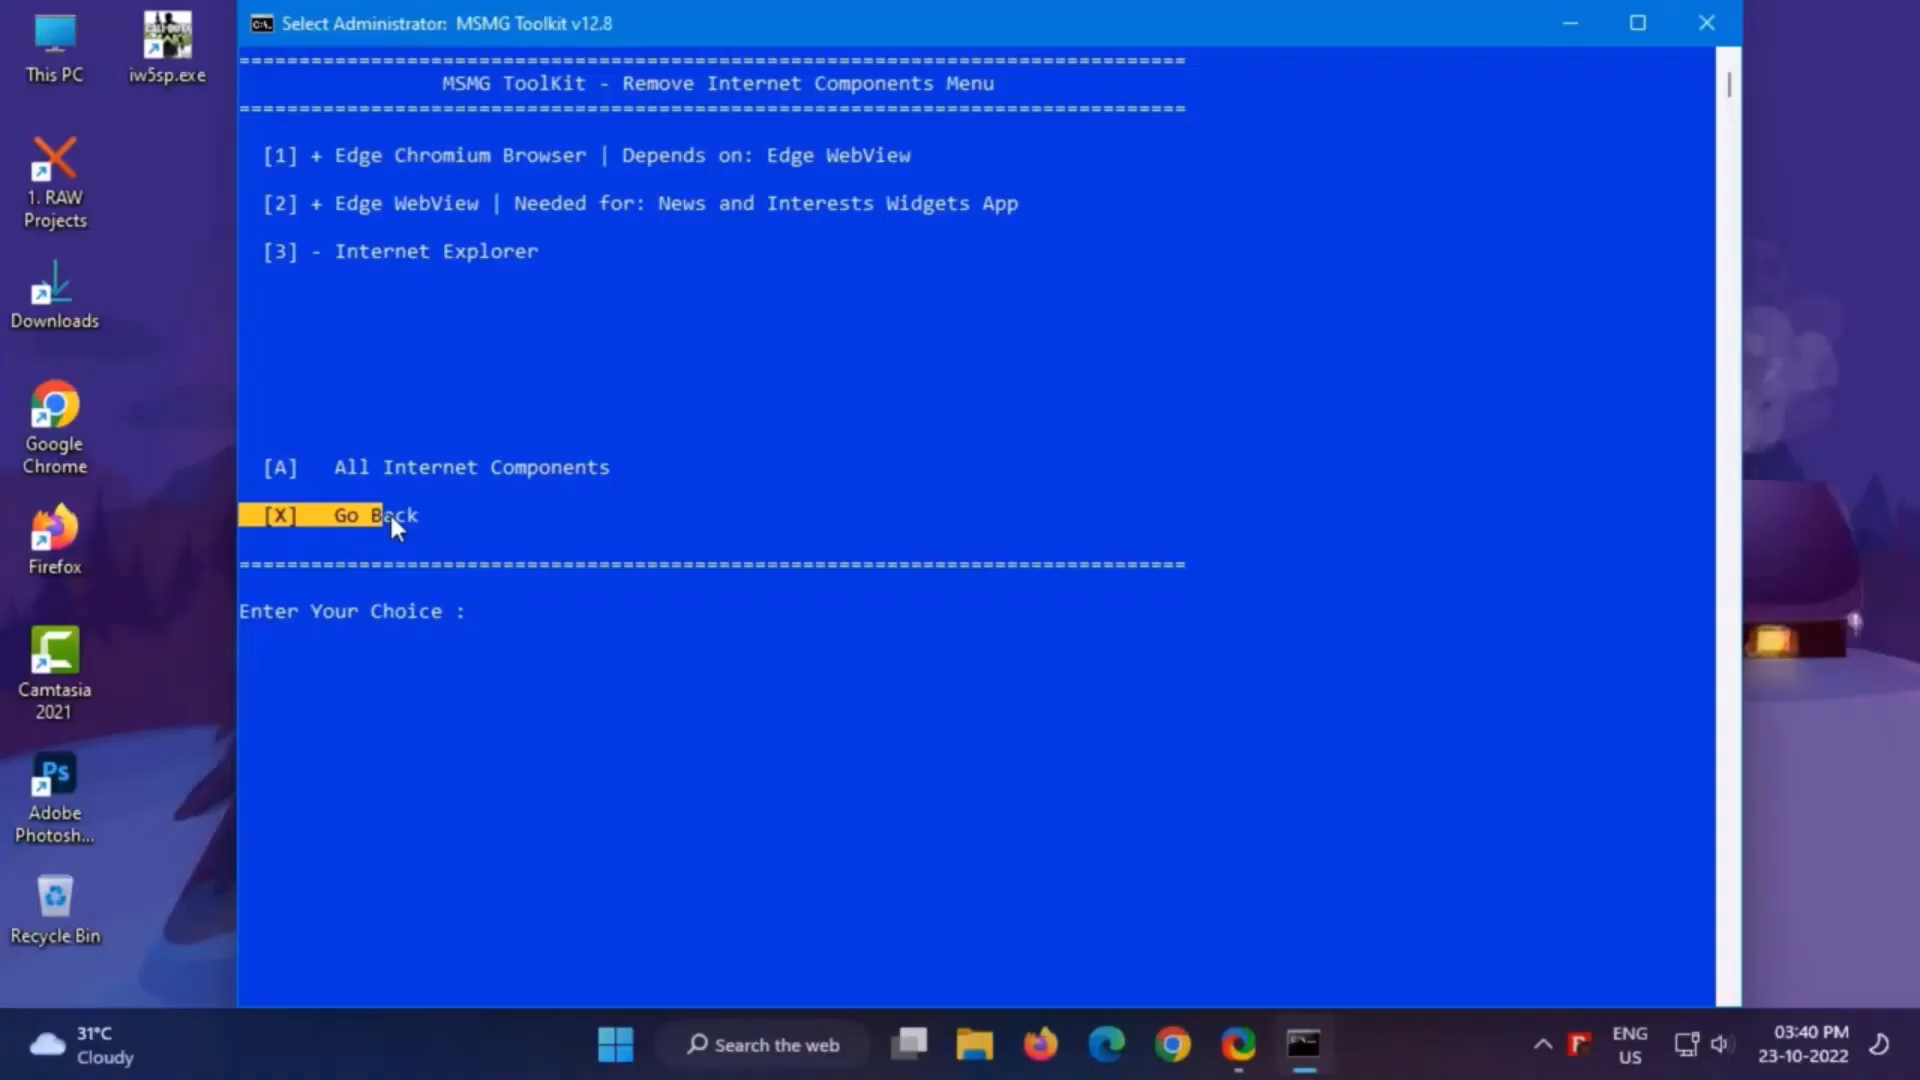 This PC
iw5sp.exe
1. RAW
Projects
Downloads
Google
Chrome
Firefox
Camtasia
2021
Ps
Adobe
Photosh...
Recycle Bin
Select Administrator: MSMG Toolkit v12.8
===============================================================================
MSMG ToolKit - Remove Internet Components Menu
===============================================================================
[1] + Edge Chromium Browser | Depends on: Edge WebView
[2] + Edge WebView | Needed for: News and Interests Widgets App
[3] - Internet Explorer
[A] All Internet Components
[X] Go Back
===============================================================================
Enter Your Choice :
31°C
Cloudy
Search the web
ENG
US
03:40 PM
23-10-2022